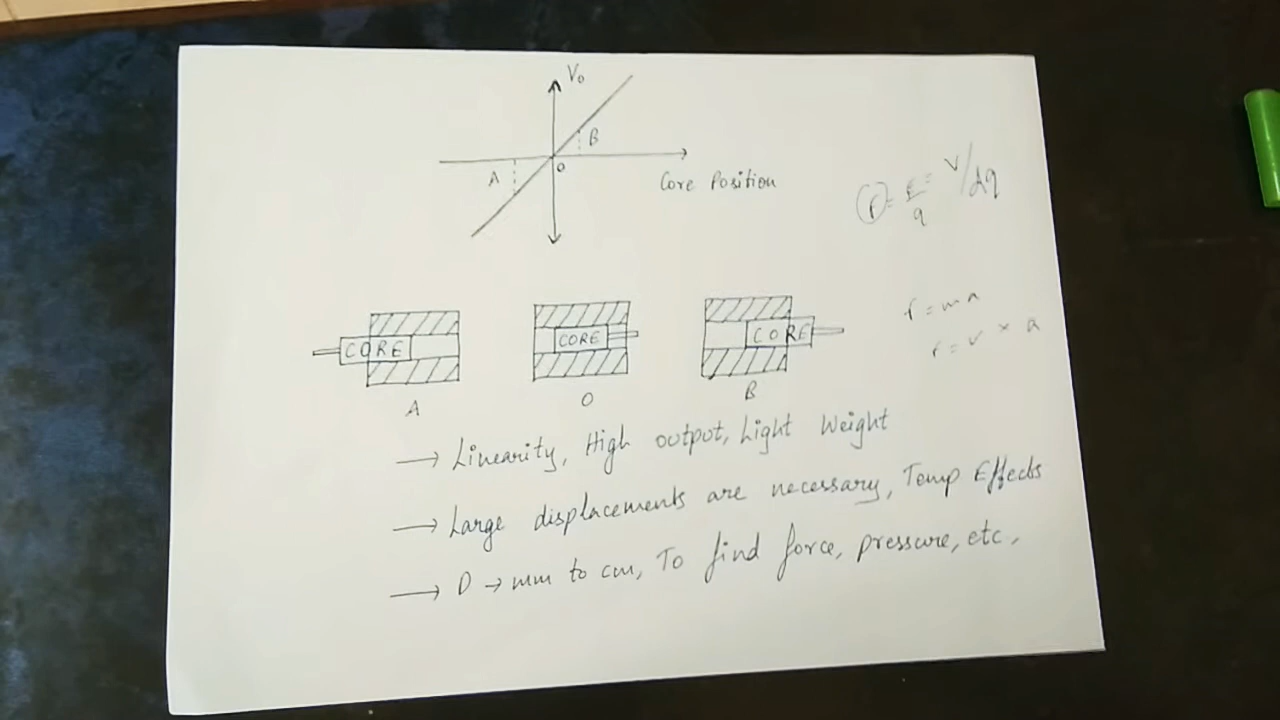 V₀
B
O
A
Core Position
r = E/q = V/dq
CORE
CORE
CORE
F = ma
A
O
B
→ Linearity, High output, Light Weight
→ Large displacements are necessary, Temp Effects
→ D → mm to cm, To find force, pressure, etc,